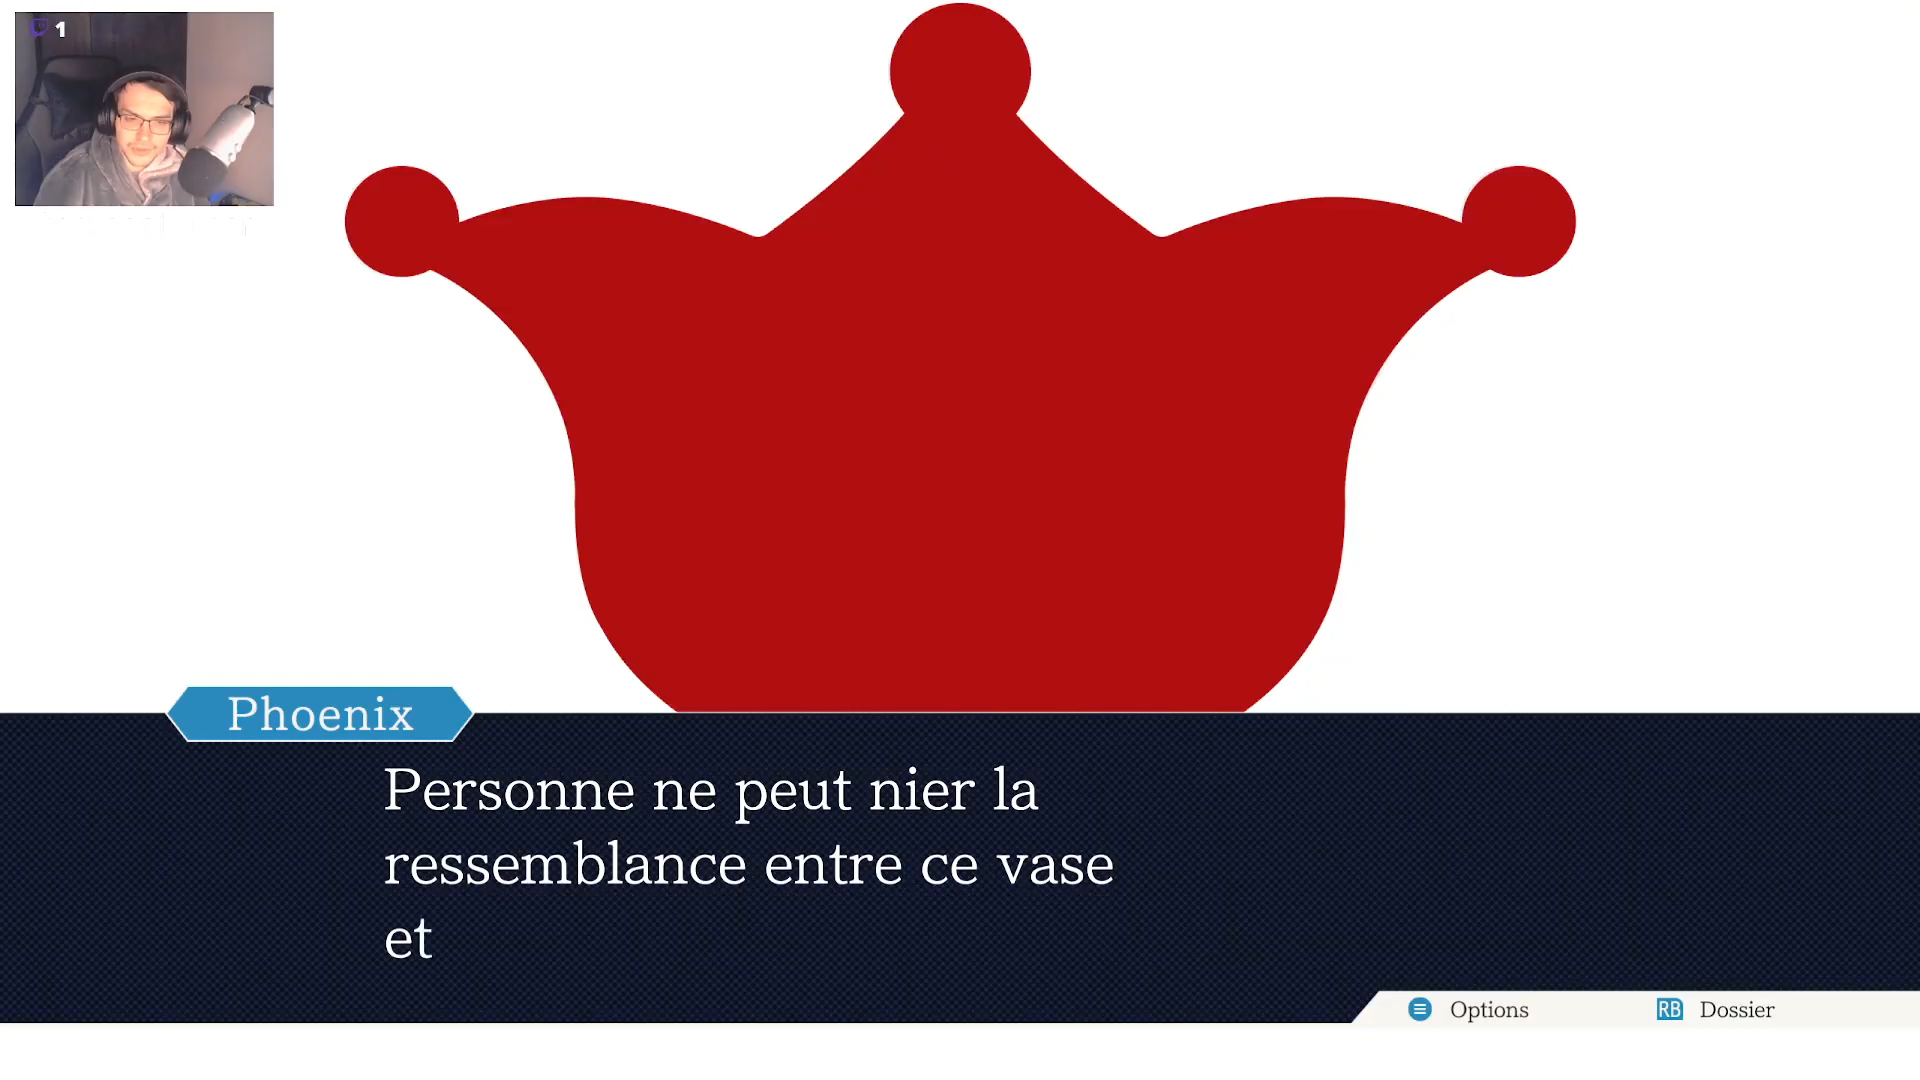 1
Phoenix
Personne ne peut nier la
ressemblance entre ce vase
et
Options
RB Dossier